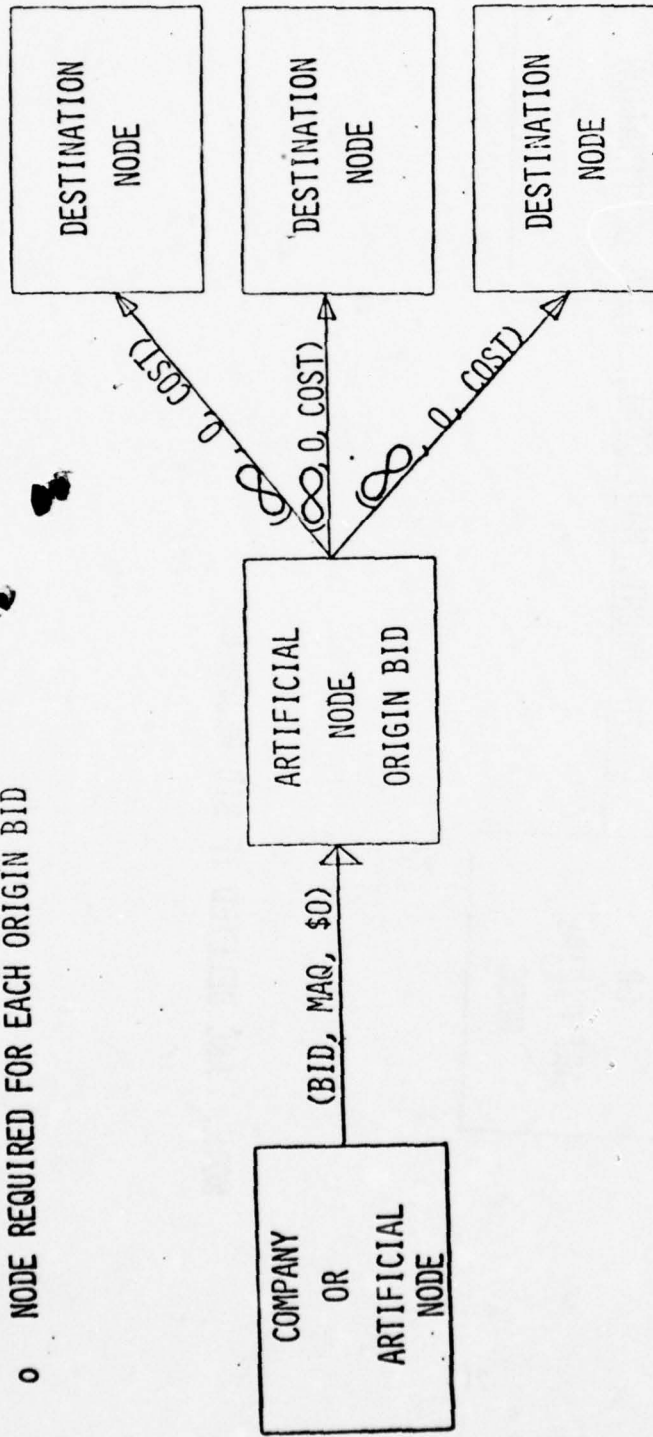 o NODE REQUIRED FOR EACH ORIGIN BID
COMPANY
OR
ARTIFICIAL
NODE
(BID, MAQ, $0)
ARTIFICIAL
NODE
ORIGIN BID
(∞, 0, COST)
(∞, 0, COST)
(∞, 0, COST)
DESTINATION
NODE
DESTINATION
NODE
DESTINATION
NODE